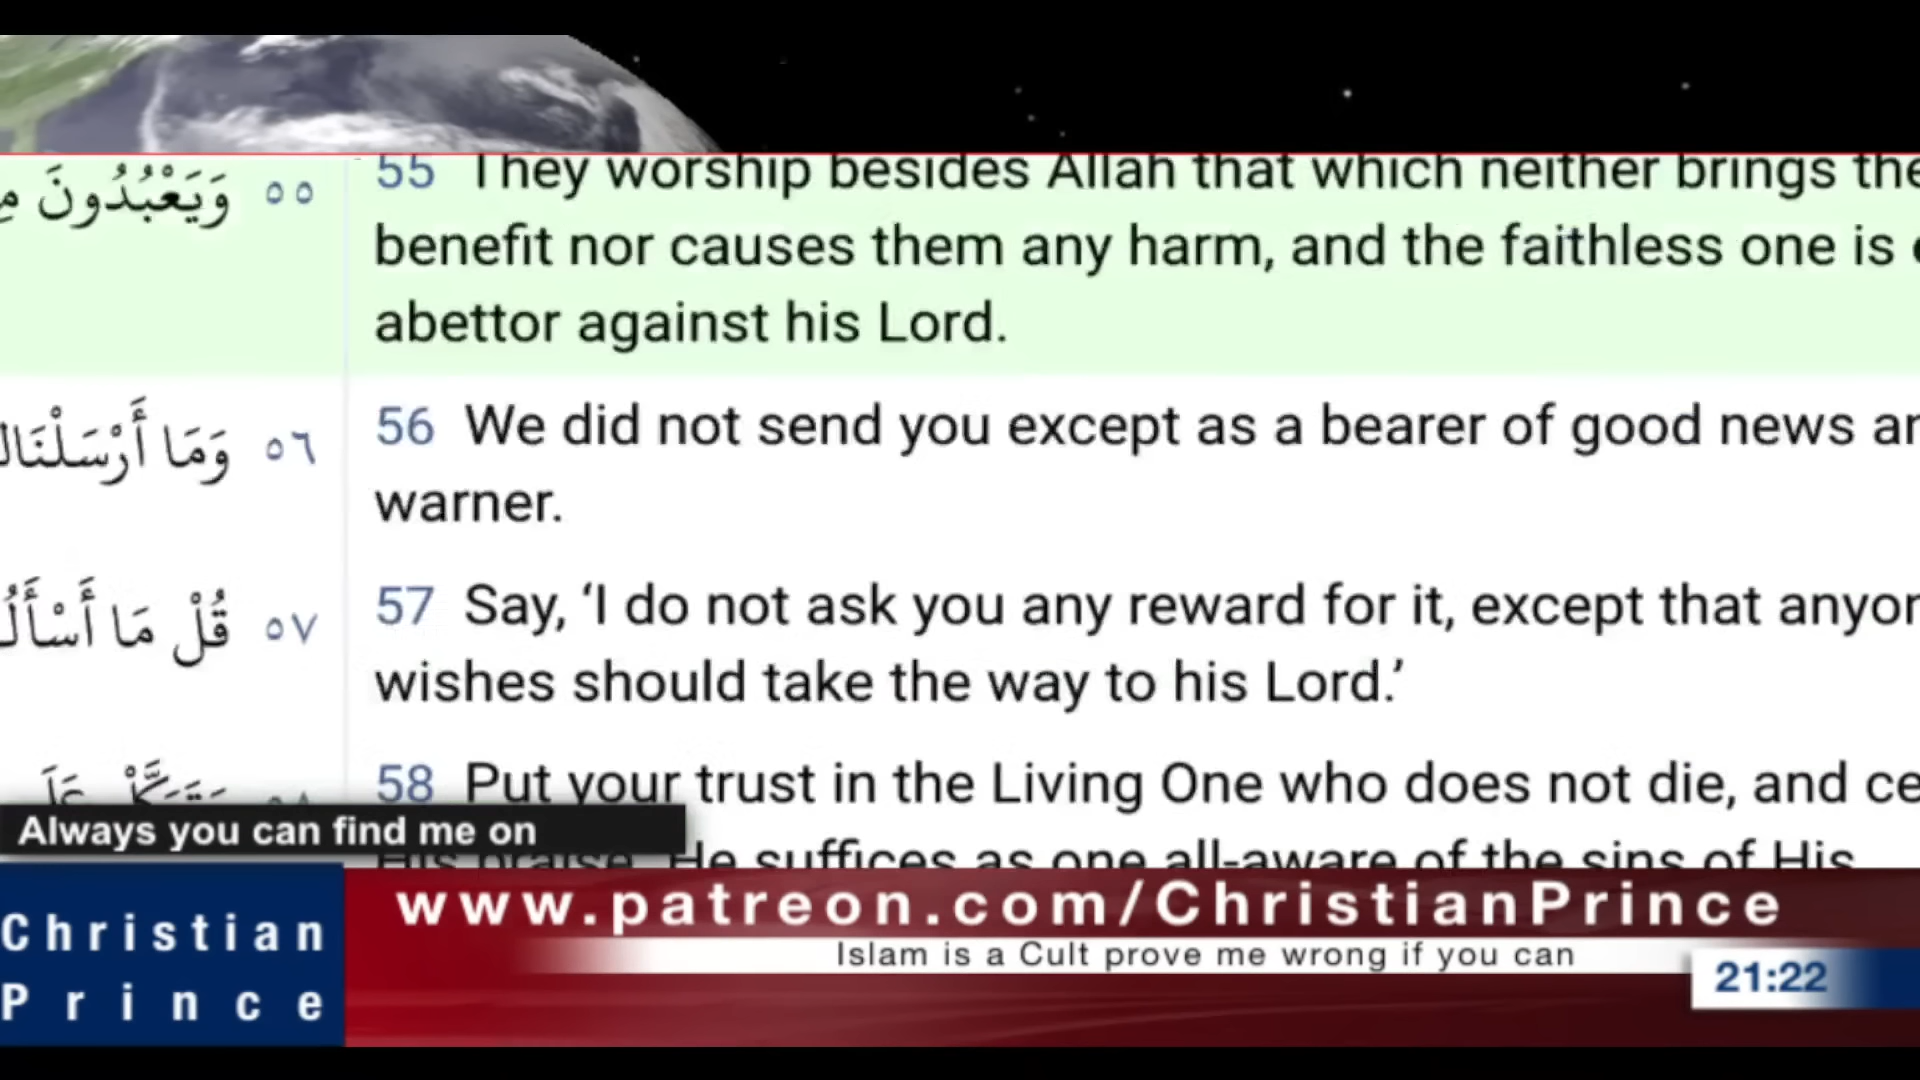 وَيَعْبُدُونَ ٥٥
55 They worship besides Allah that which neither brings
benefit nor causes them any harm, and the faithless one is
abettor against his Lord.
وَمَا أَرْسَلْنَا ٥٦
56 We did not send you except as a bearer of good news
warner.
قُلْ مَا ٥٧
57 Say, ‘I do not ask you any reward for it, except that
wishes should take the way to his Lord.’
58 Put your trust in the Living One who does not die, and
His praise. He suffices as one all-aware of the sins of His
Always you can find me on
Christian
Prince
www.patreon.com/ChristianPrince
Islam is a Cult prove me wrong if you can
21:22